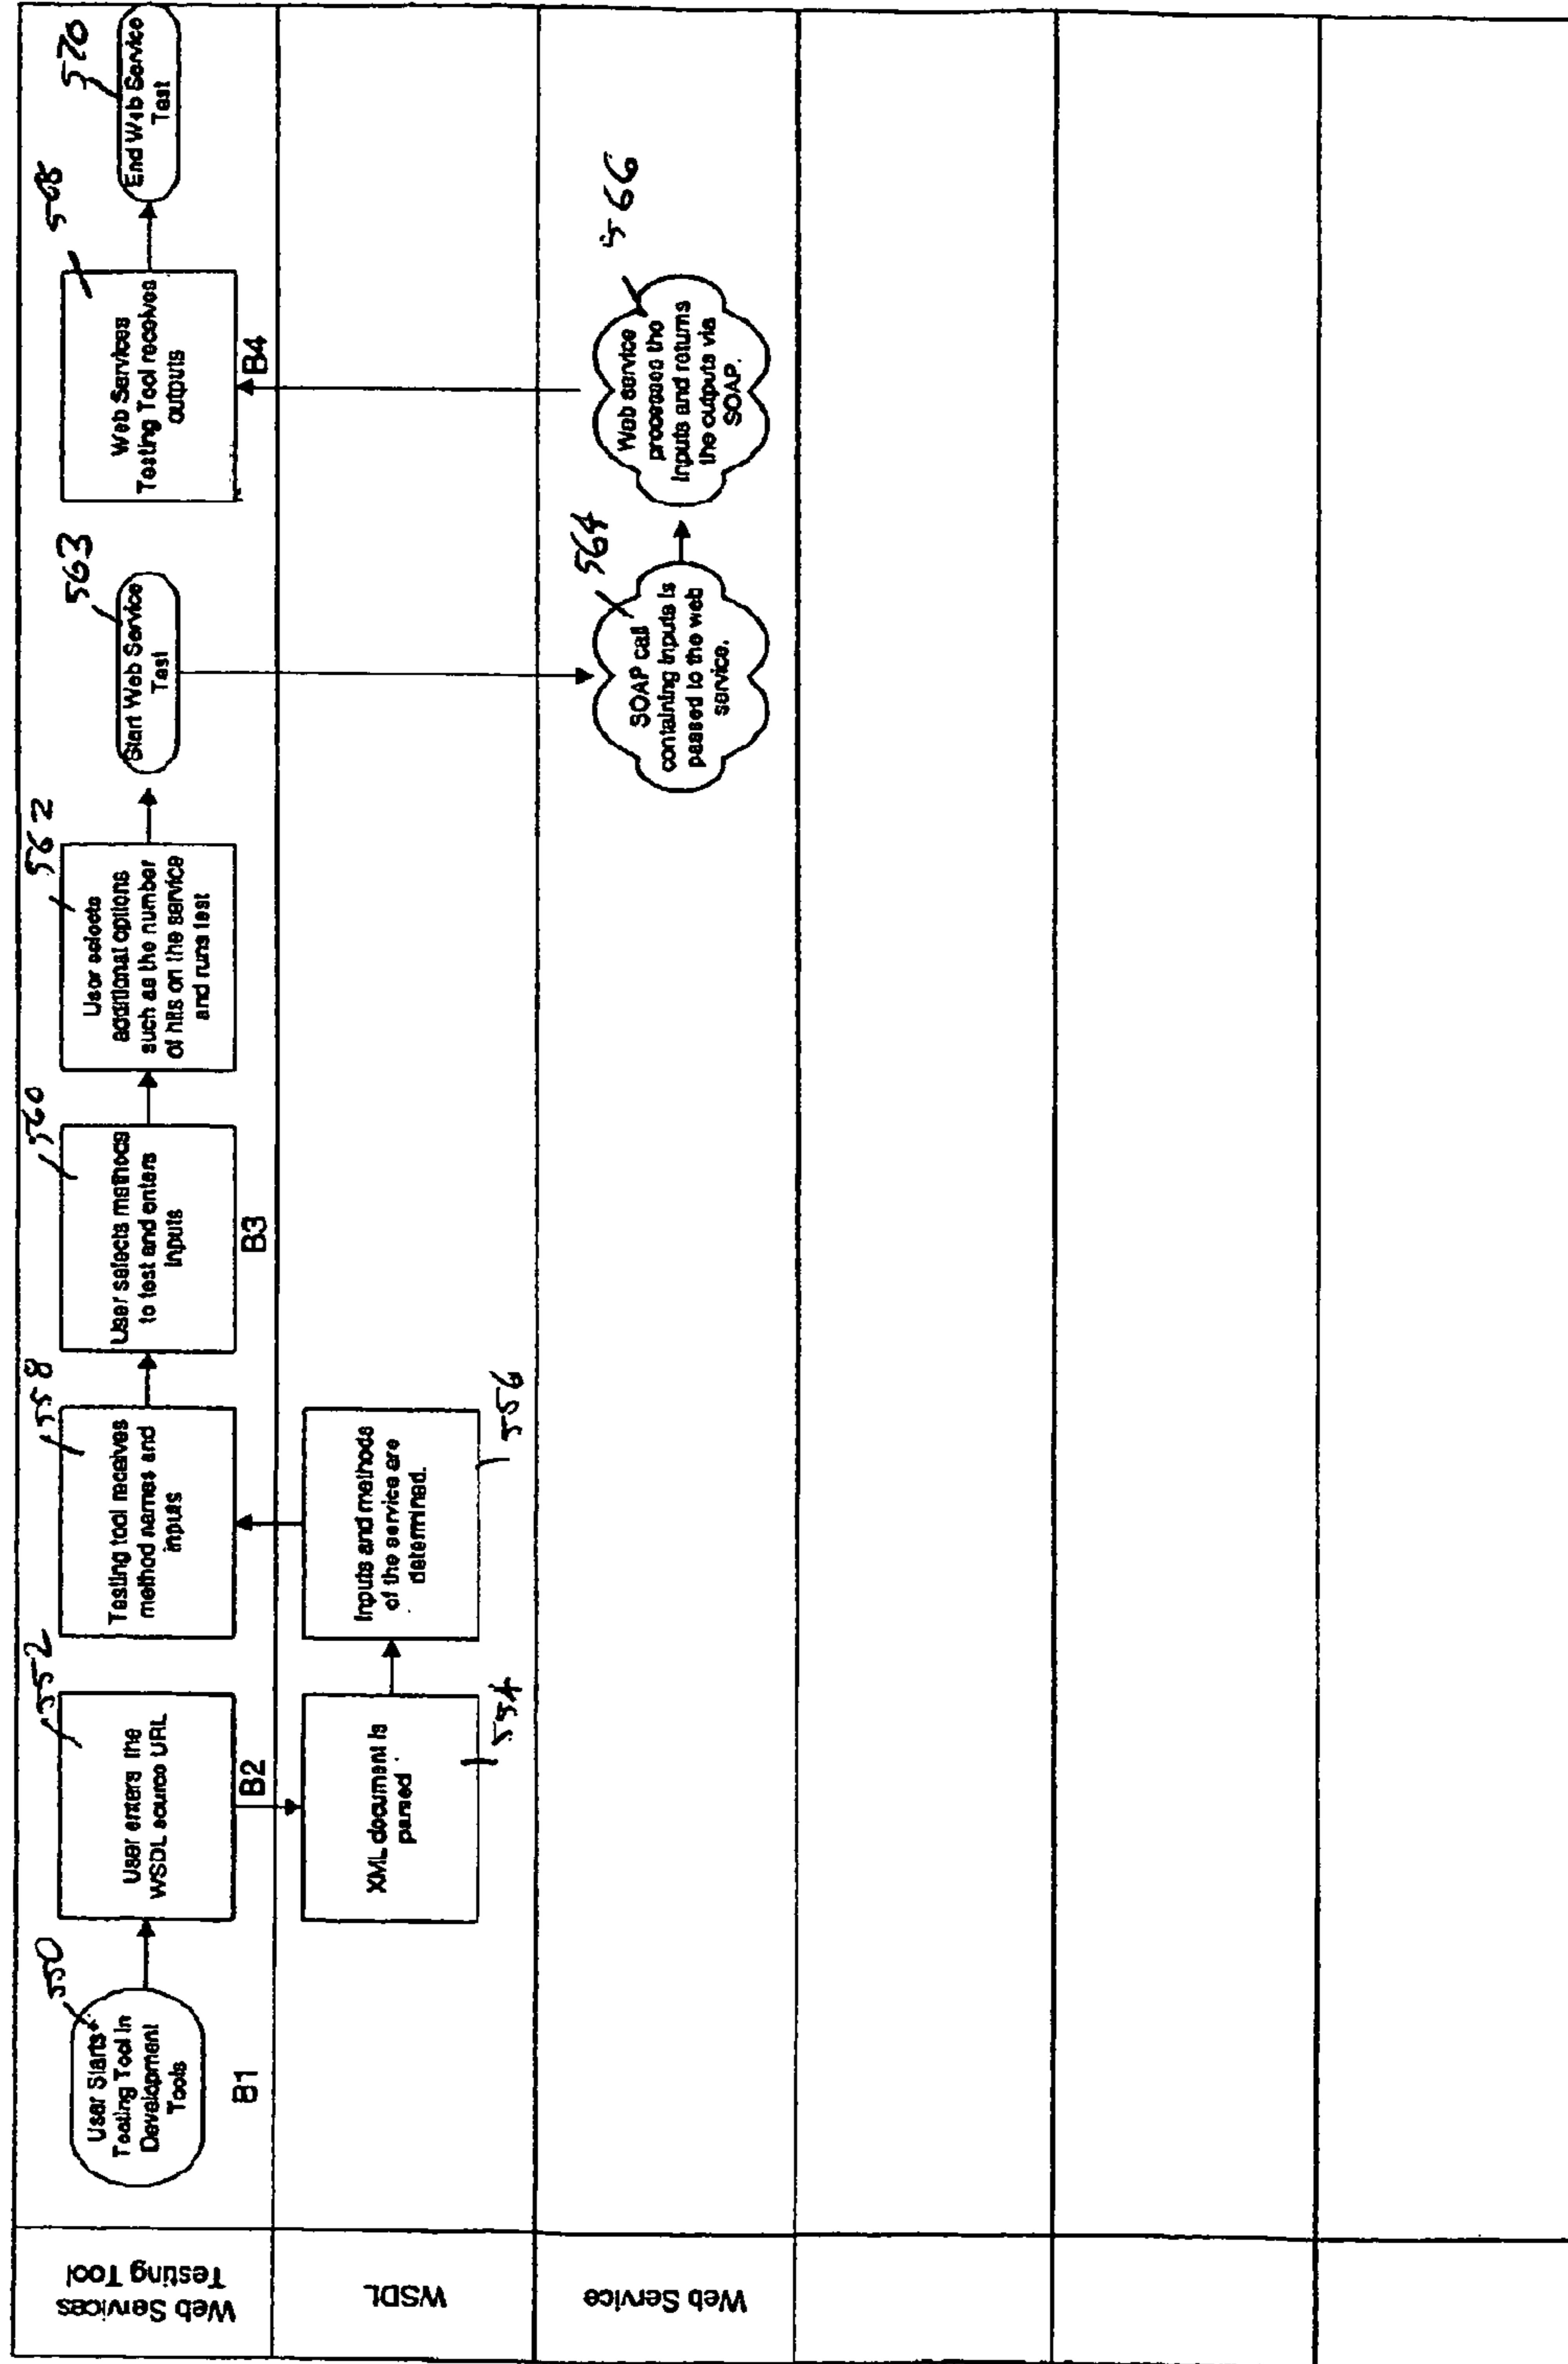 Web Services
Testing Tool
550
User Starts
Testing Tool in
Development
Tools
B1
552
User enters the
WSDL source URL
B2
558
Testing tool receives
method names and
inputs
560
User selects methods
to test and enters
inputs
B3
562
User selects
additional options
such as the number
of hits on the service
and runs test
563
Start Web Service
Test
568
Web Services
Testing Tool receives
outputs
B4
570
End Web Service
Test
WSDL
XML document is
parsed
554
Inputs and methods
of the service are
determined.
556
Web Service
SOAP call
containing inputs is
passed to the web
service.
564
Web service
processes the
inputs and returns
the outputs via
SOAP.
566